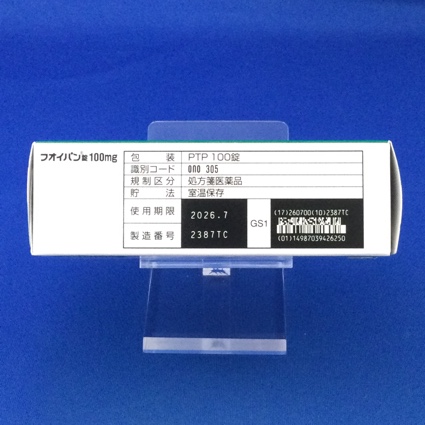 フオイパン錠100mg
包装 PTP 100錠
識別コード ONO 305
規制区分 処方箋医薬品
貯法 室温保存
使用期限 2026.7
製造番号 2387TC
GS1
(17)260700(10)2387TC
(01)14987039426250